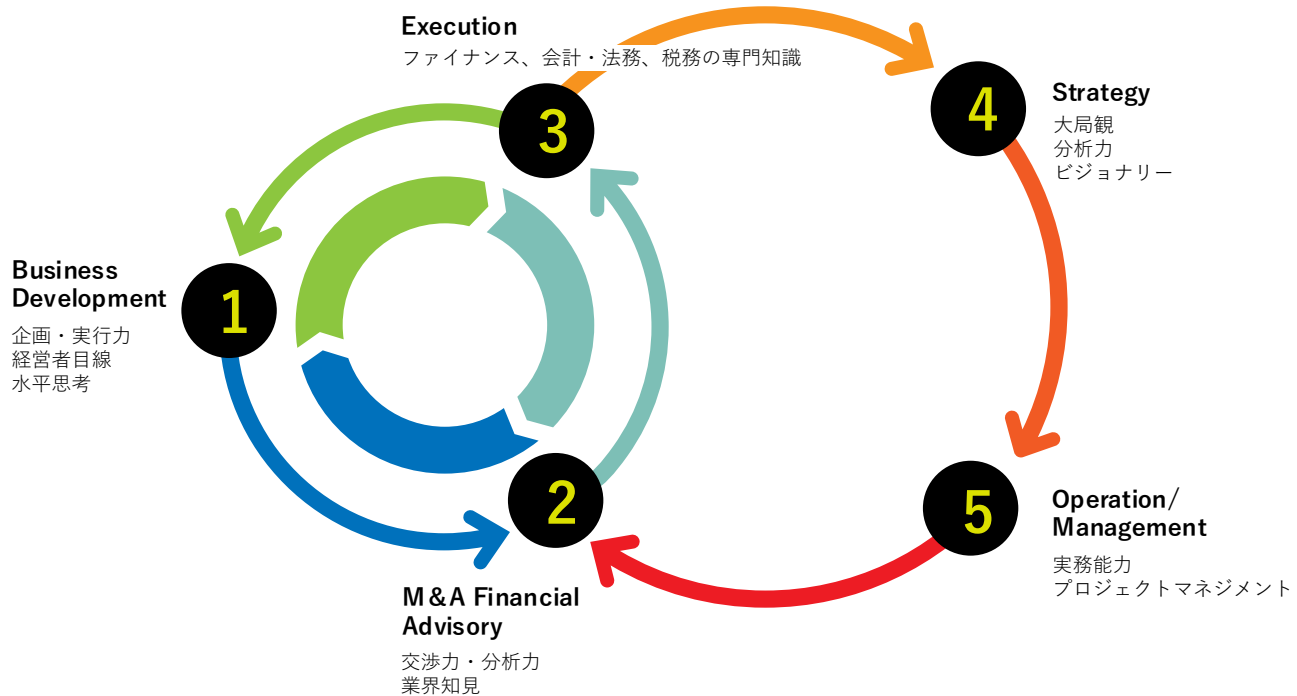 1
Business
Development
企画・実行力
経営者目線
水平思考
2
M&A Financial
Advisory
交渉力・分析力
業界知見
3
Execution
ファイナンス、会計・法務、税務の専門知識
4
Strategy
大局観
分析力
ビジョナリー
5
Operation/
Management
実務能力
プロジェクトマネジメント